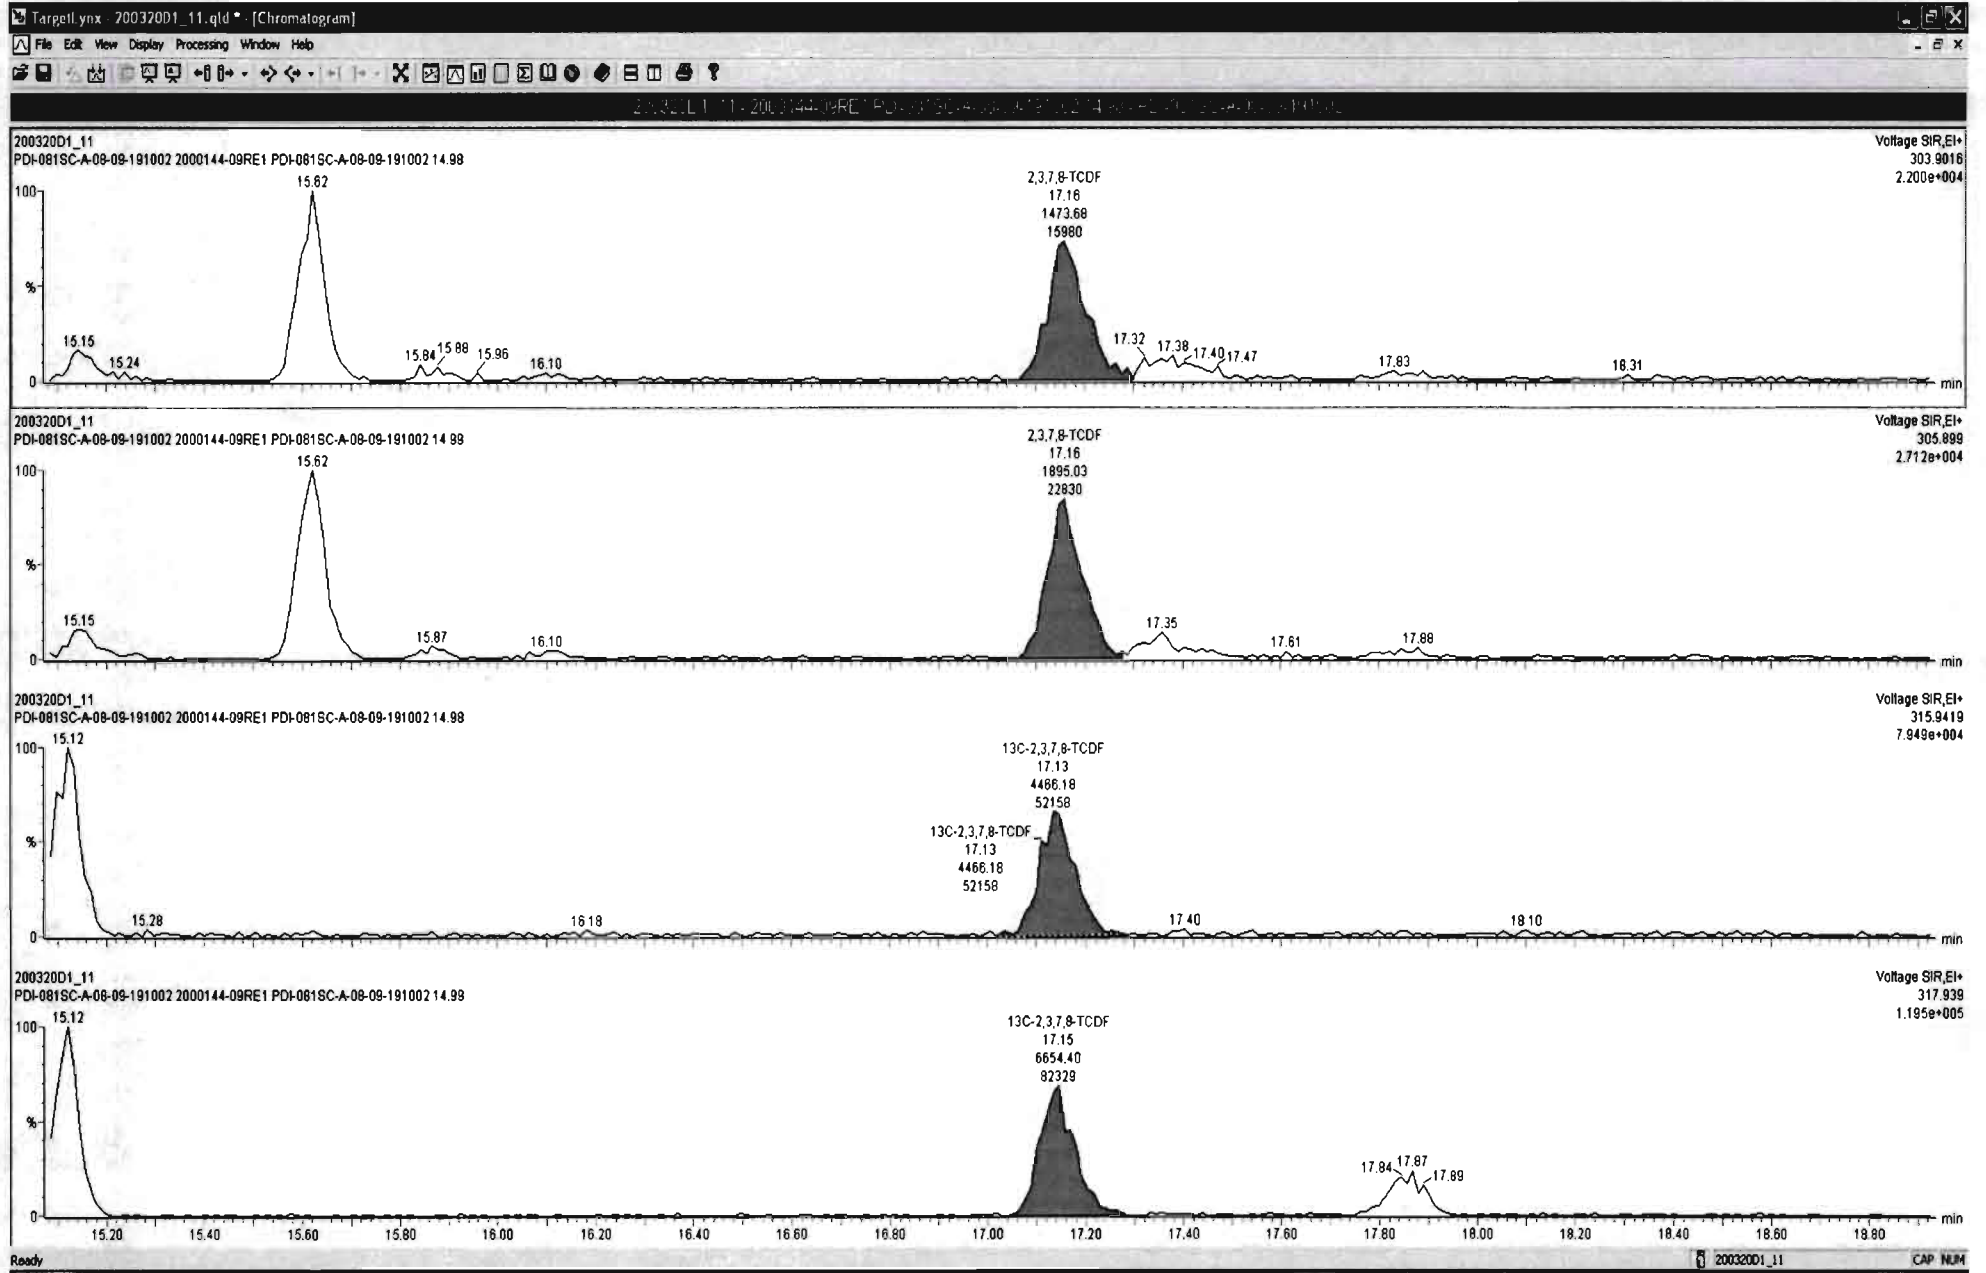 TargetLynx - 200320D1_11.qld * - [Chromatogram]
File Edit View Display Processing Window Help
200320D1_11
Voltage SIR,EI+
PDI-081SC-A-08-09-191002 2000144-09RE1 PDI-081SC-A-08-09-191002 14.98
303.9016
2.200e+004
100
%
0
15.15
15.24
15.62
15.84
15.88
15.96
16.10
2,3,7,8-TCDF
17.16
1473.68
15980
17.32
17.38
17.40
17.47
17.83
18.31
min
200320D1_11
Voltage SIR,EI+
PDI-081SC-A-08-09-191002 2000144-09RE1 PDI-081SC-A-08-09-191002 14.98
305.899
2.712e+004
100
%
0
15.15
15.62
15.87
16.10
2,3,7,8-TCDF
17.16
1895.03
22830
17.35
17.61
17.88
min
200320D1_11
Voltage SIR,EI+
PDI-081SC-A-08-09-191002 2000144-09RE1 PDI-081SC-A-08-09-191002 14.98
315.9419
7.949e+004
100
%
0
15.12
15.28
16.18
13C-2,3,7,8-TCDF
17.13
4466.18
52158
13C-2,3,7,8-TCDF
17.13
4466.18
52158
17.40
18.10
min
200320D1_11
Voltage SIR,EI+
PDI-081SC-A-08-09-191002 2000144-09RE1 PDI-081SC-A-08-09-191002 14.98
317.939
1.195e+005
100
%
0
15.12
13C-2,3,7,8-TCDF
17.15
6654.40
82329
17.84
17.87
17.89
min
15.20 15.40 15.60 15.80 16.00 16.20 16.40 16.60 16.80 17.00 17.20 17.40 17.60 17.80 18.00 18.20 18.40 18.60 18.80
Ready
200320D1_11
CAP NUM